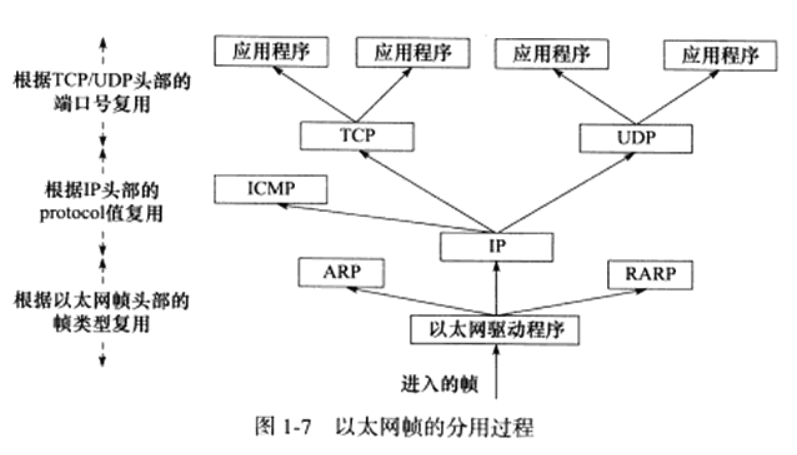 应用程序 应用程序 应用程序 应用程序
根据TCP/UDP头部的
端口号复用
TCP UDP
ICMP
根据IP头部的
protocol值复用
IP
ARP RARP
根据以太网帧头部的
帧类型复用
以太网驱动程序
进入的帧
图 1-7 以太网帧的分用过程